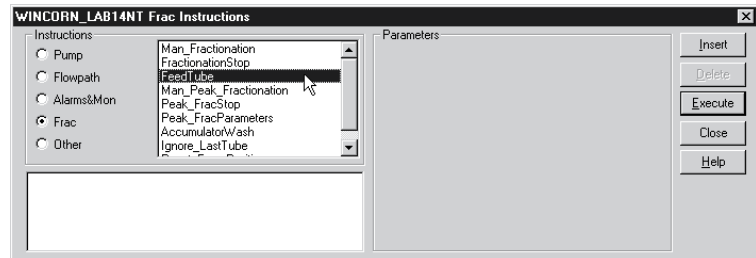 WINCORN_LAB14NT Frac Instructions
Instructions
Pump
Flowpath
Alarms&Mon
Frac
Other
Man_Fractionation
FractionationStop
FeedTube
Man_Peak_Fractionation
Peak_FracStop
Peak_FracParameters
AccumulatorWash
Ignore_LastTube
Parameters
Insert
Delete
Execute
Close
Help